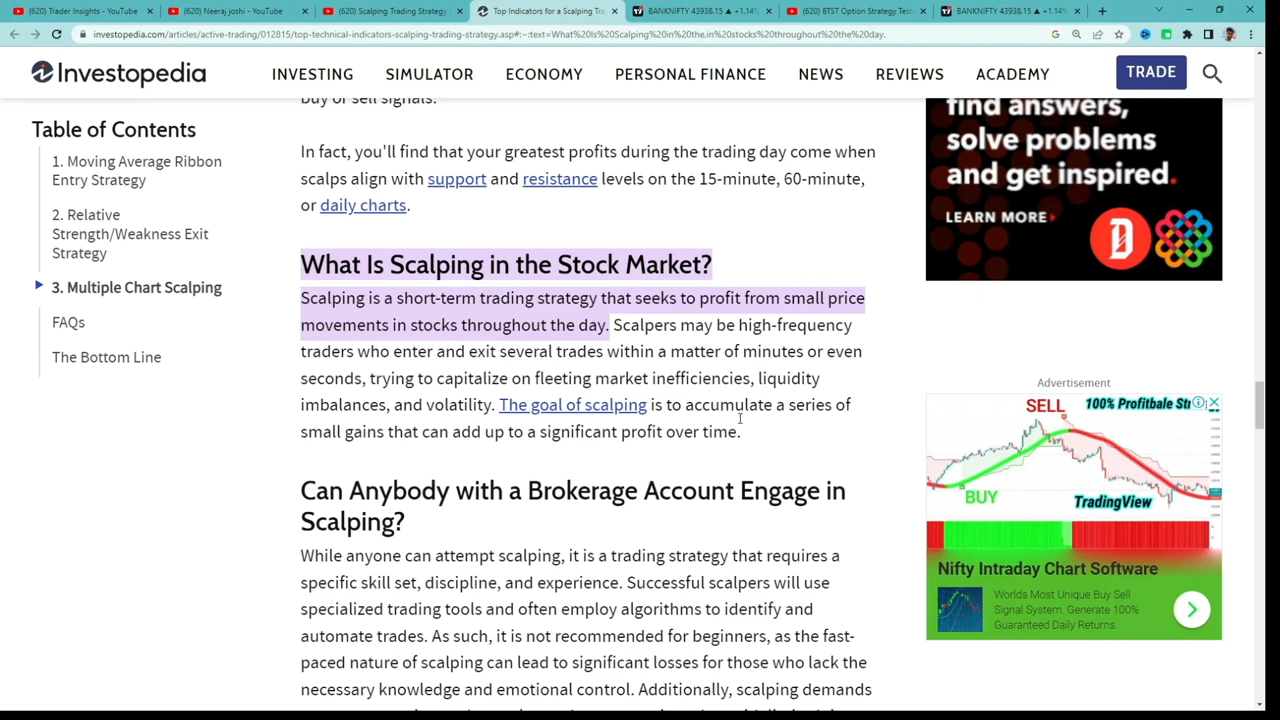 (620) Trader Insights - YouTube
(620) Neeraj joshi - YouTube
(620) Scalping Trading Strategy
Top Indicators for a Scalping Tra
BANKNIFTY 43938.15 ▲ +1.14%
(620) BTST Option Strategy Test
BANKNIFTY 43938.15 ▲ +1.14%
investopedia.com/articles/active-trading/012815/top-technical-indicators-scalping-trading-strategy.asp#:~:text=What%20Is%20Scalping%20in%20the,in%20stocks%20throughout%20the%20day.
Investopedia
INVESTING
SIMULATOR
ECONOMY
PERSONAL FINANCE
NEWS
REVIEWS
ACADEMY
TRADE
Table of Contents
1. Moving Average Ribbon
Entry Strategy
2. Relative
Strength/Weakness Exit
Strategy
3. Multiple Chart Scalping
FAQs
The Bottom Line
buy or sell signals.
In fact, you'll find that your greatest profits during the trading day come when
scalps align with support and resistance levels on the 15-minute, 60-minute,
or daily charts.
What Is Scalping in the Stock Market?
Scalping is a short-term trading strategy that seeks to profit from small price
movements in stocks throughout the day. Scalpers may be high-frequency
traders who enter and exit several trades within a matter of minutes or even
seconds, trying to capitalize on fleeting market inefficiencies, liquidity
imbalances, and volatility. The goal of scalping is to accumulate a series of
small gains that can add up to a significant profit over time.
Can Anybody with a Brokerage Account Engage in
Scalping?
While anyone can attempt scalping, it is a trading strategy that requires a
specific skill set, discipline, and experience. Successful scalpers will use
specialized trading tools and often employ algorithms to identify and
automate trades. As such, it is not recommended for beginners, as the fast-
paced nature of scalping can lead to significant losses for those who lack the
necessary knowledge and emotional control. Additionally, scalping demands
find answers,
solve problems
and get inspired.
LEARN MORE
Advertisement
SELL
100% Profitbale Str
BUY
TradingView
Nifty Intraday Chart Software
Worlds Most Unique Buy Sell
Signal System. Generate 100%
Guaranteed Daily Returns.